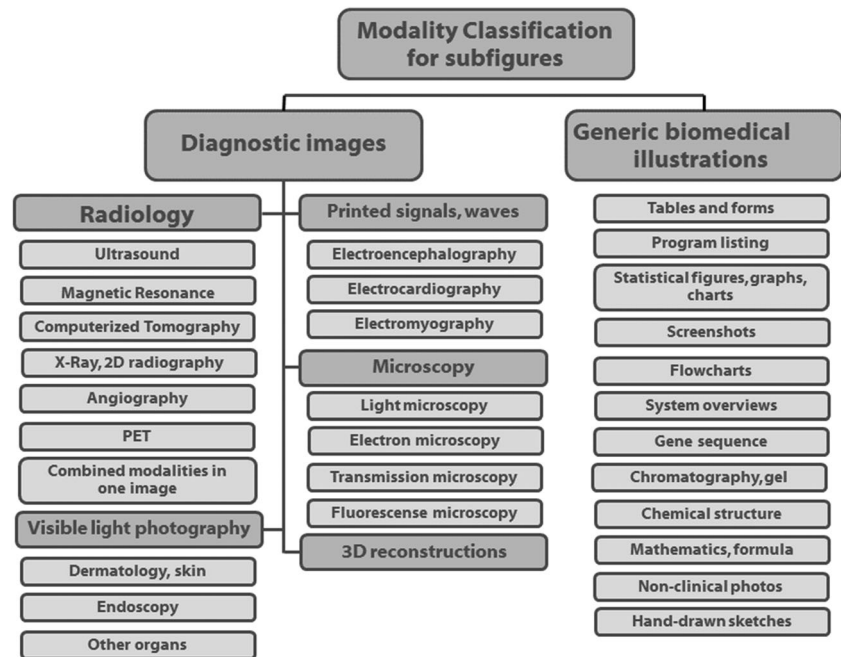 Modality Classification
for subfigures
Diagnostic images
Generic biomedical
illustrations
Radiology
Ultrasound
Magnetic Resonance
Computerized Tomography
X-Ray, 2D radiography
Angiography
PET
Combined modalities in
one image
Visible light photography
Dermatology, skin
Endoscopy
Other organs
Printed signals, waves
Electroencephalography
Electrocardiography
Electromyography
Microscopy
Light microscopy
Electron microscopy
Transmission microscopy
Fluorescense microscopy
3D reconstructions
Tables and forms
Program listing
Statistical figures, graphs,
charts
Screenshots
Flowcharts
System overviews
Gene sequence
Chromatography, gel
Chemical structure
Mathematics, formula
Non-clinical photos
Hand-drawn sketches